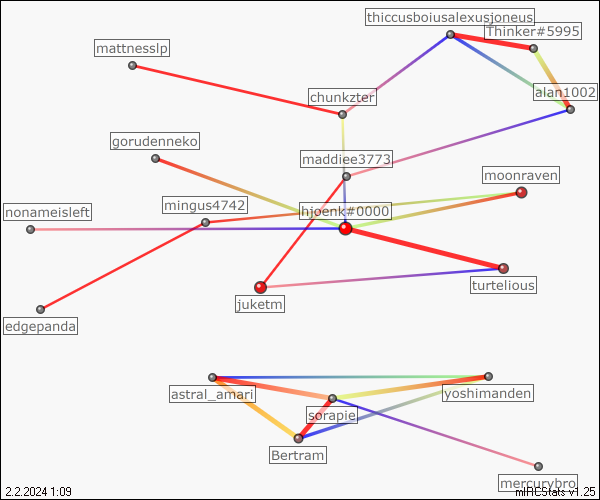 thiccusboiusalexusjoneus
Thinker#5995
mattnesslp
alan1002
chunkzter
gorudenneko
maddiee3773
moonraven
mingus4742
nonameisleft
hjoenk#0000
turtelious
juketm
edgepanda
astral_amari
yoshimanden
sorapie
Bertram
mercurybro
2.2.2024 1:09
mIRCStats v1.25